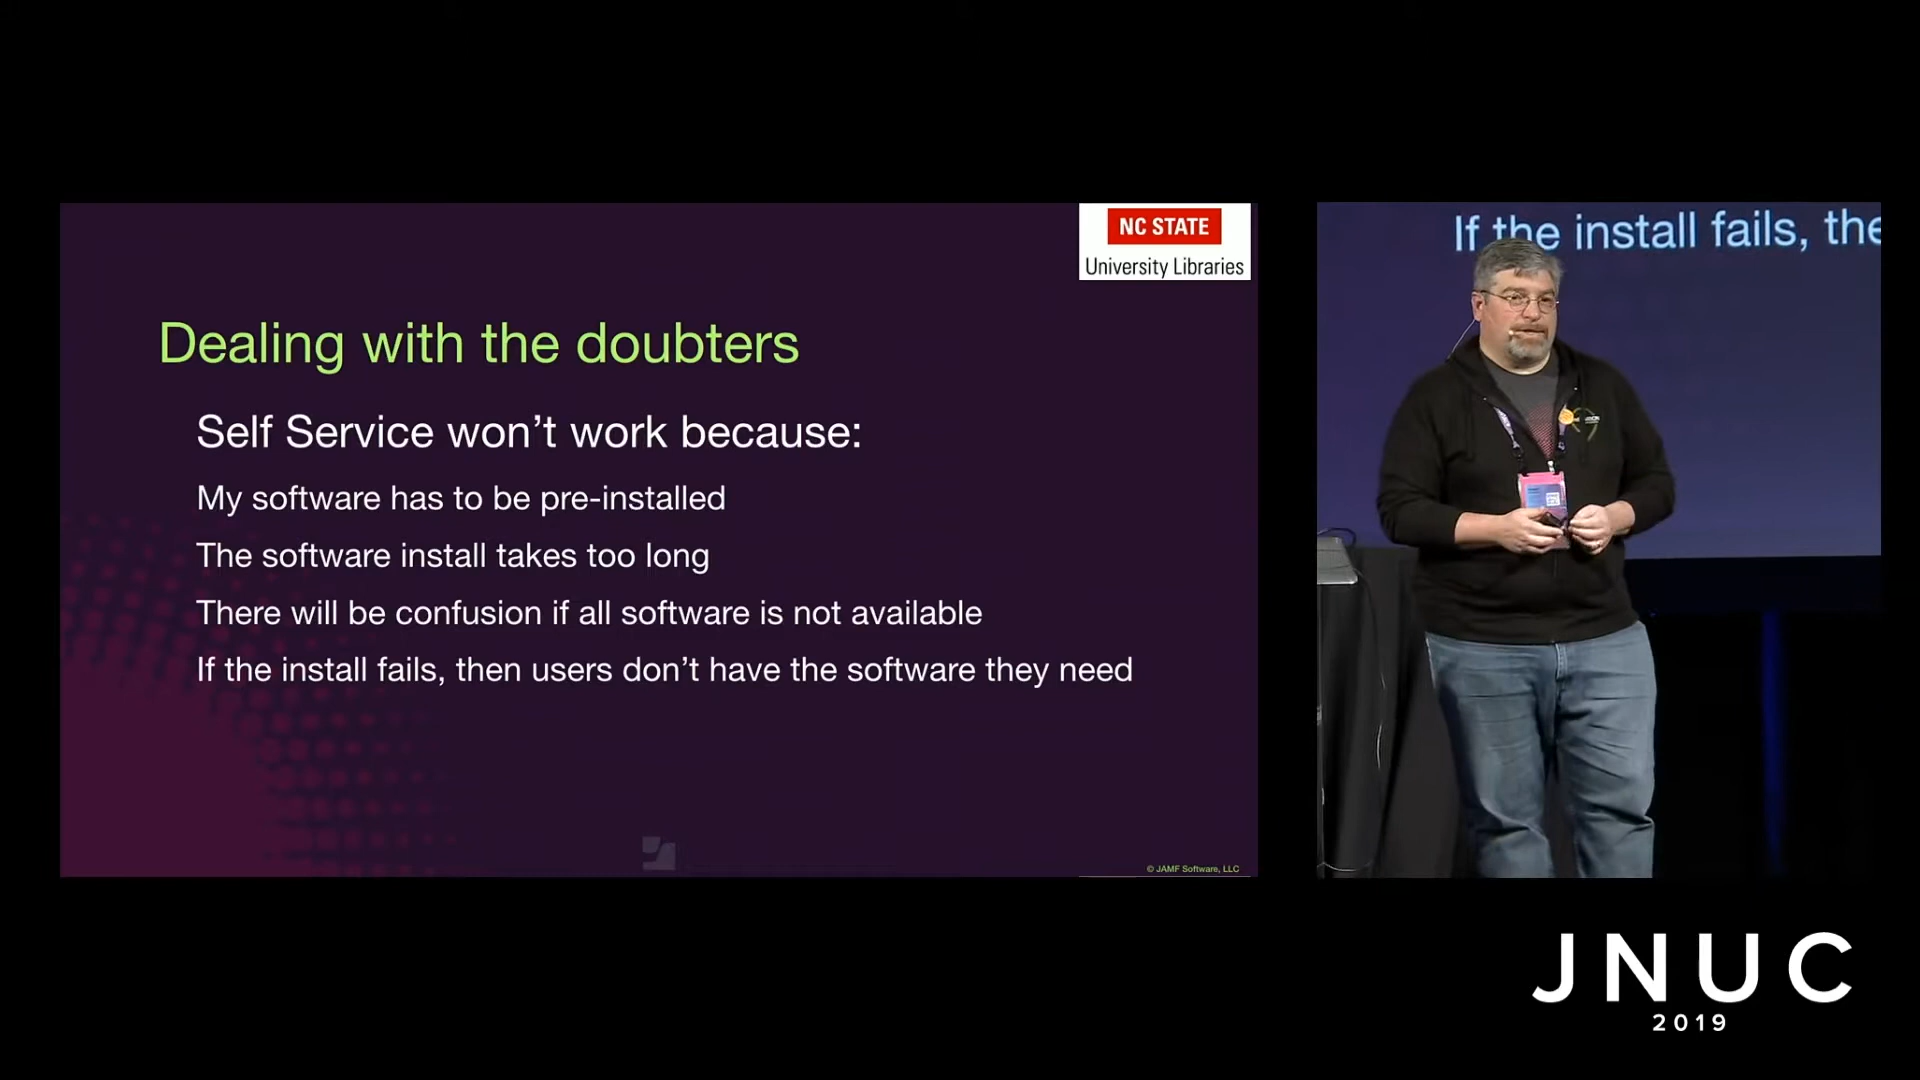 NC STATE
University Libraries
Dealing with the doubters
Self Service won’t work because:
My software has to be pre-installed
The software install takes too long
There will be confusion if all software is not available
If the install fails, then users don’t have the software they need
© JAMF Software, LLC
If the install fails, the
JNUC
2019